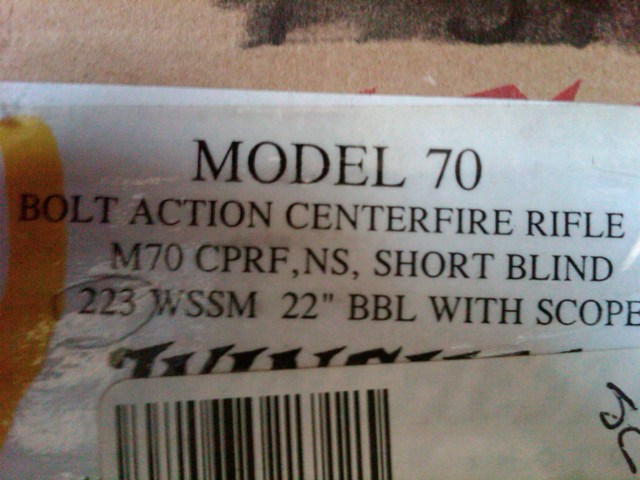 MODEL 70
BOLT ACTION CENTERFIRE RIFLE
M70 CPRF,NS, SHORT BLIND
223 WSSM 22" BBL WITH SCOPE